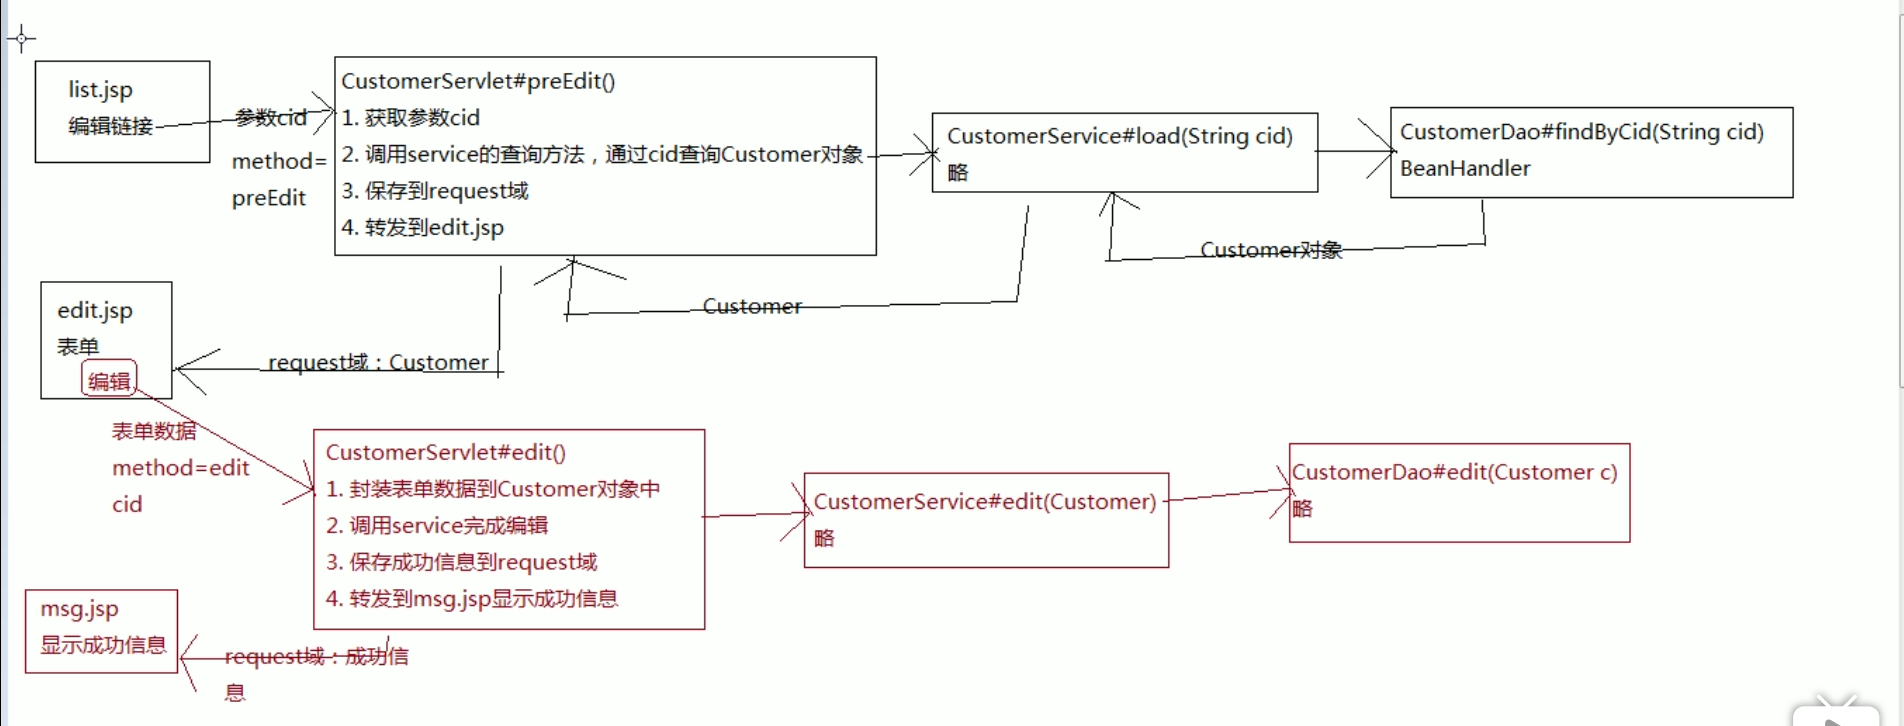 list.jsp
编辑链接
参数cid
method=
preEdit
CustomerServlet#preEdit()
1. 获取参数cid
2. 调用service的查询方法，通过cid查询Customer对象
3. 保存到request域
4. 转发到edit.jsp
CustomerService#load(String cid)
略
CustomerDao#findByCid(String cid)
BeanHandler
Customer对象
Customer
request域：Customer
edit.jsp
表单
编辑
表单数据
method=edit
cid
CustomerServlet#edit()
1. 封装表单数据到Customer对象中
2. 调用service完成编辑
3. 保存成功信息到request域
4. 转发到msg.jsp显示成功信息
CustomerService#edit(Customer)
略
CustomerDao#edit(Customer c)
略
msg.jsp
显示成功信息
request域：成功信
息